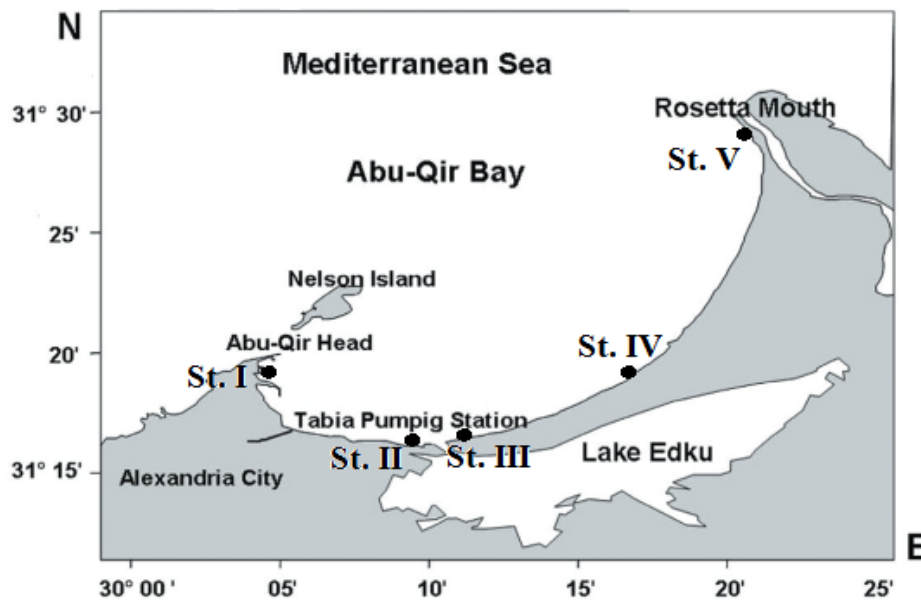 N
Mediterranean Sea
31° 30'
Rosetta Mouth
St. V
Abu-Qir Bay
25'
Nelson Island
20'
Abu-Qir Head
St. IV
St. I
Tabia Pumpig Station
St. II
St. III
Lake Edku
31° 15'
Alexandria City
E
30° 00 '
05'
10'
15'
20'
25'